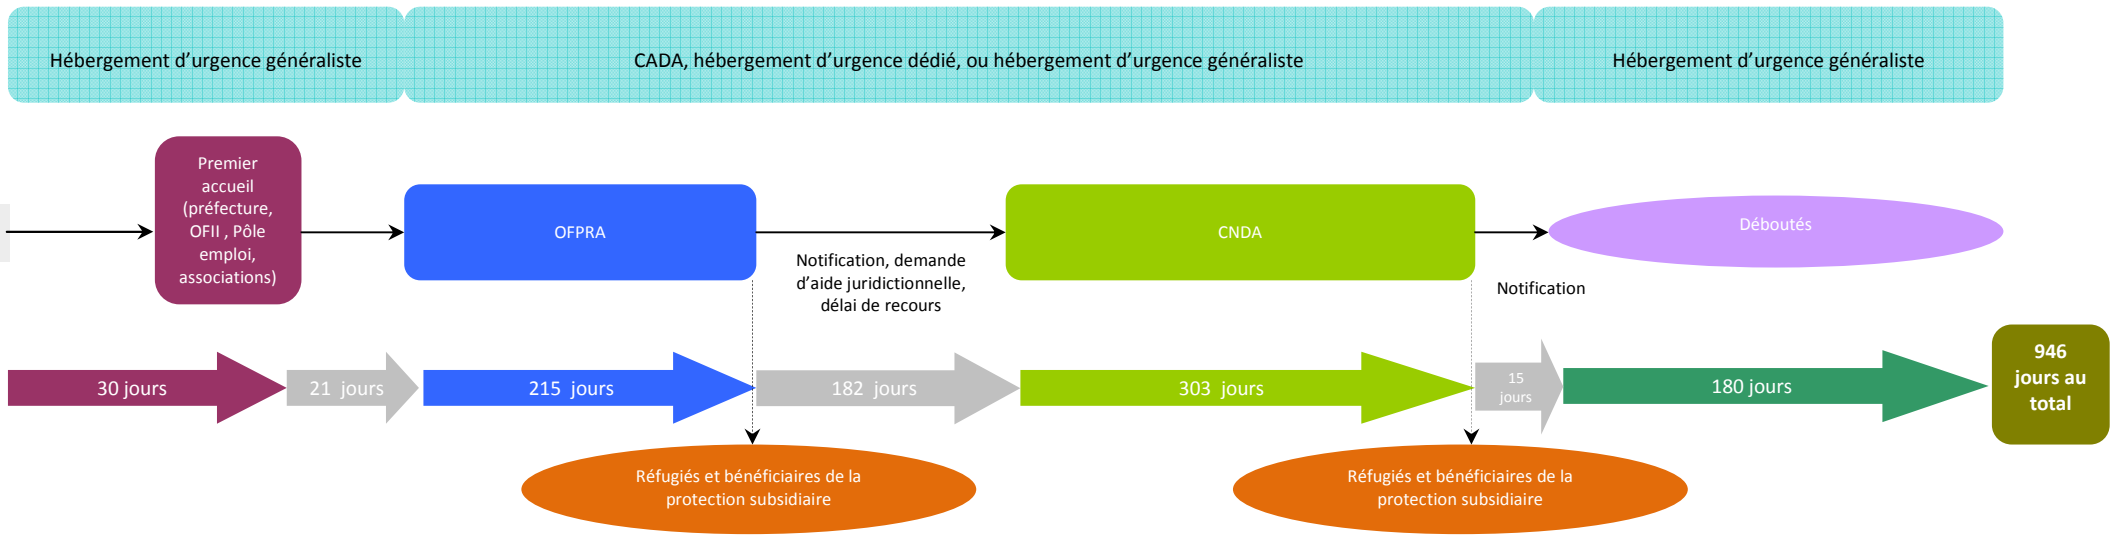 Hébergement d’urgence généraliste
CADA, hébergement d’urgence dédié, ou hébergement d’urgence généraliste
Hébergement d’urgence généraliste
Premier
accueil
(préfecture,
OFII , Pôle
emploi,
associations)
OFPRA
Notification, demande
d’aide juridictionnelle,
délai de recours
CNDA
Notification
Déboutés
30 jours
21 jours
215 jours
182 jours
303 jours
15
jours
180 jours
946
jours au
total
Réfugiés et bénéficiaires de la
protection subsidiaire
Réfugiés et bénéficiaires de la
protection subsidiaire